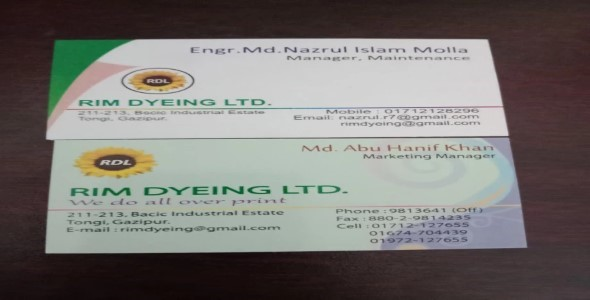 Engr.Md.Nazrul Islam Molla
Manager, Maintenance
RDL
RIM DYEING LTD.
211-213, Bacic Industrial Estate
Tongi, Gazipur.
Mobile : 01712128296
Email: nazrul.r7@gmail.com
rimdyeing@gmail.com
RDL
Md. Abu Hanif Khan
Marketing Manager
RIM DYEING LTD.
We do all over print
211-213, Bacic Industrial Estate
Tongi, Gazipur.
E-mail : rimdyeing@gmail.com
Phone : 9813641 (Off)
Fax : 880-2-9814235
Cell : 01712-127655
01674-704439
01972-127655